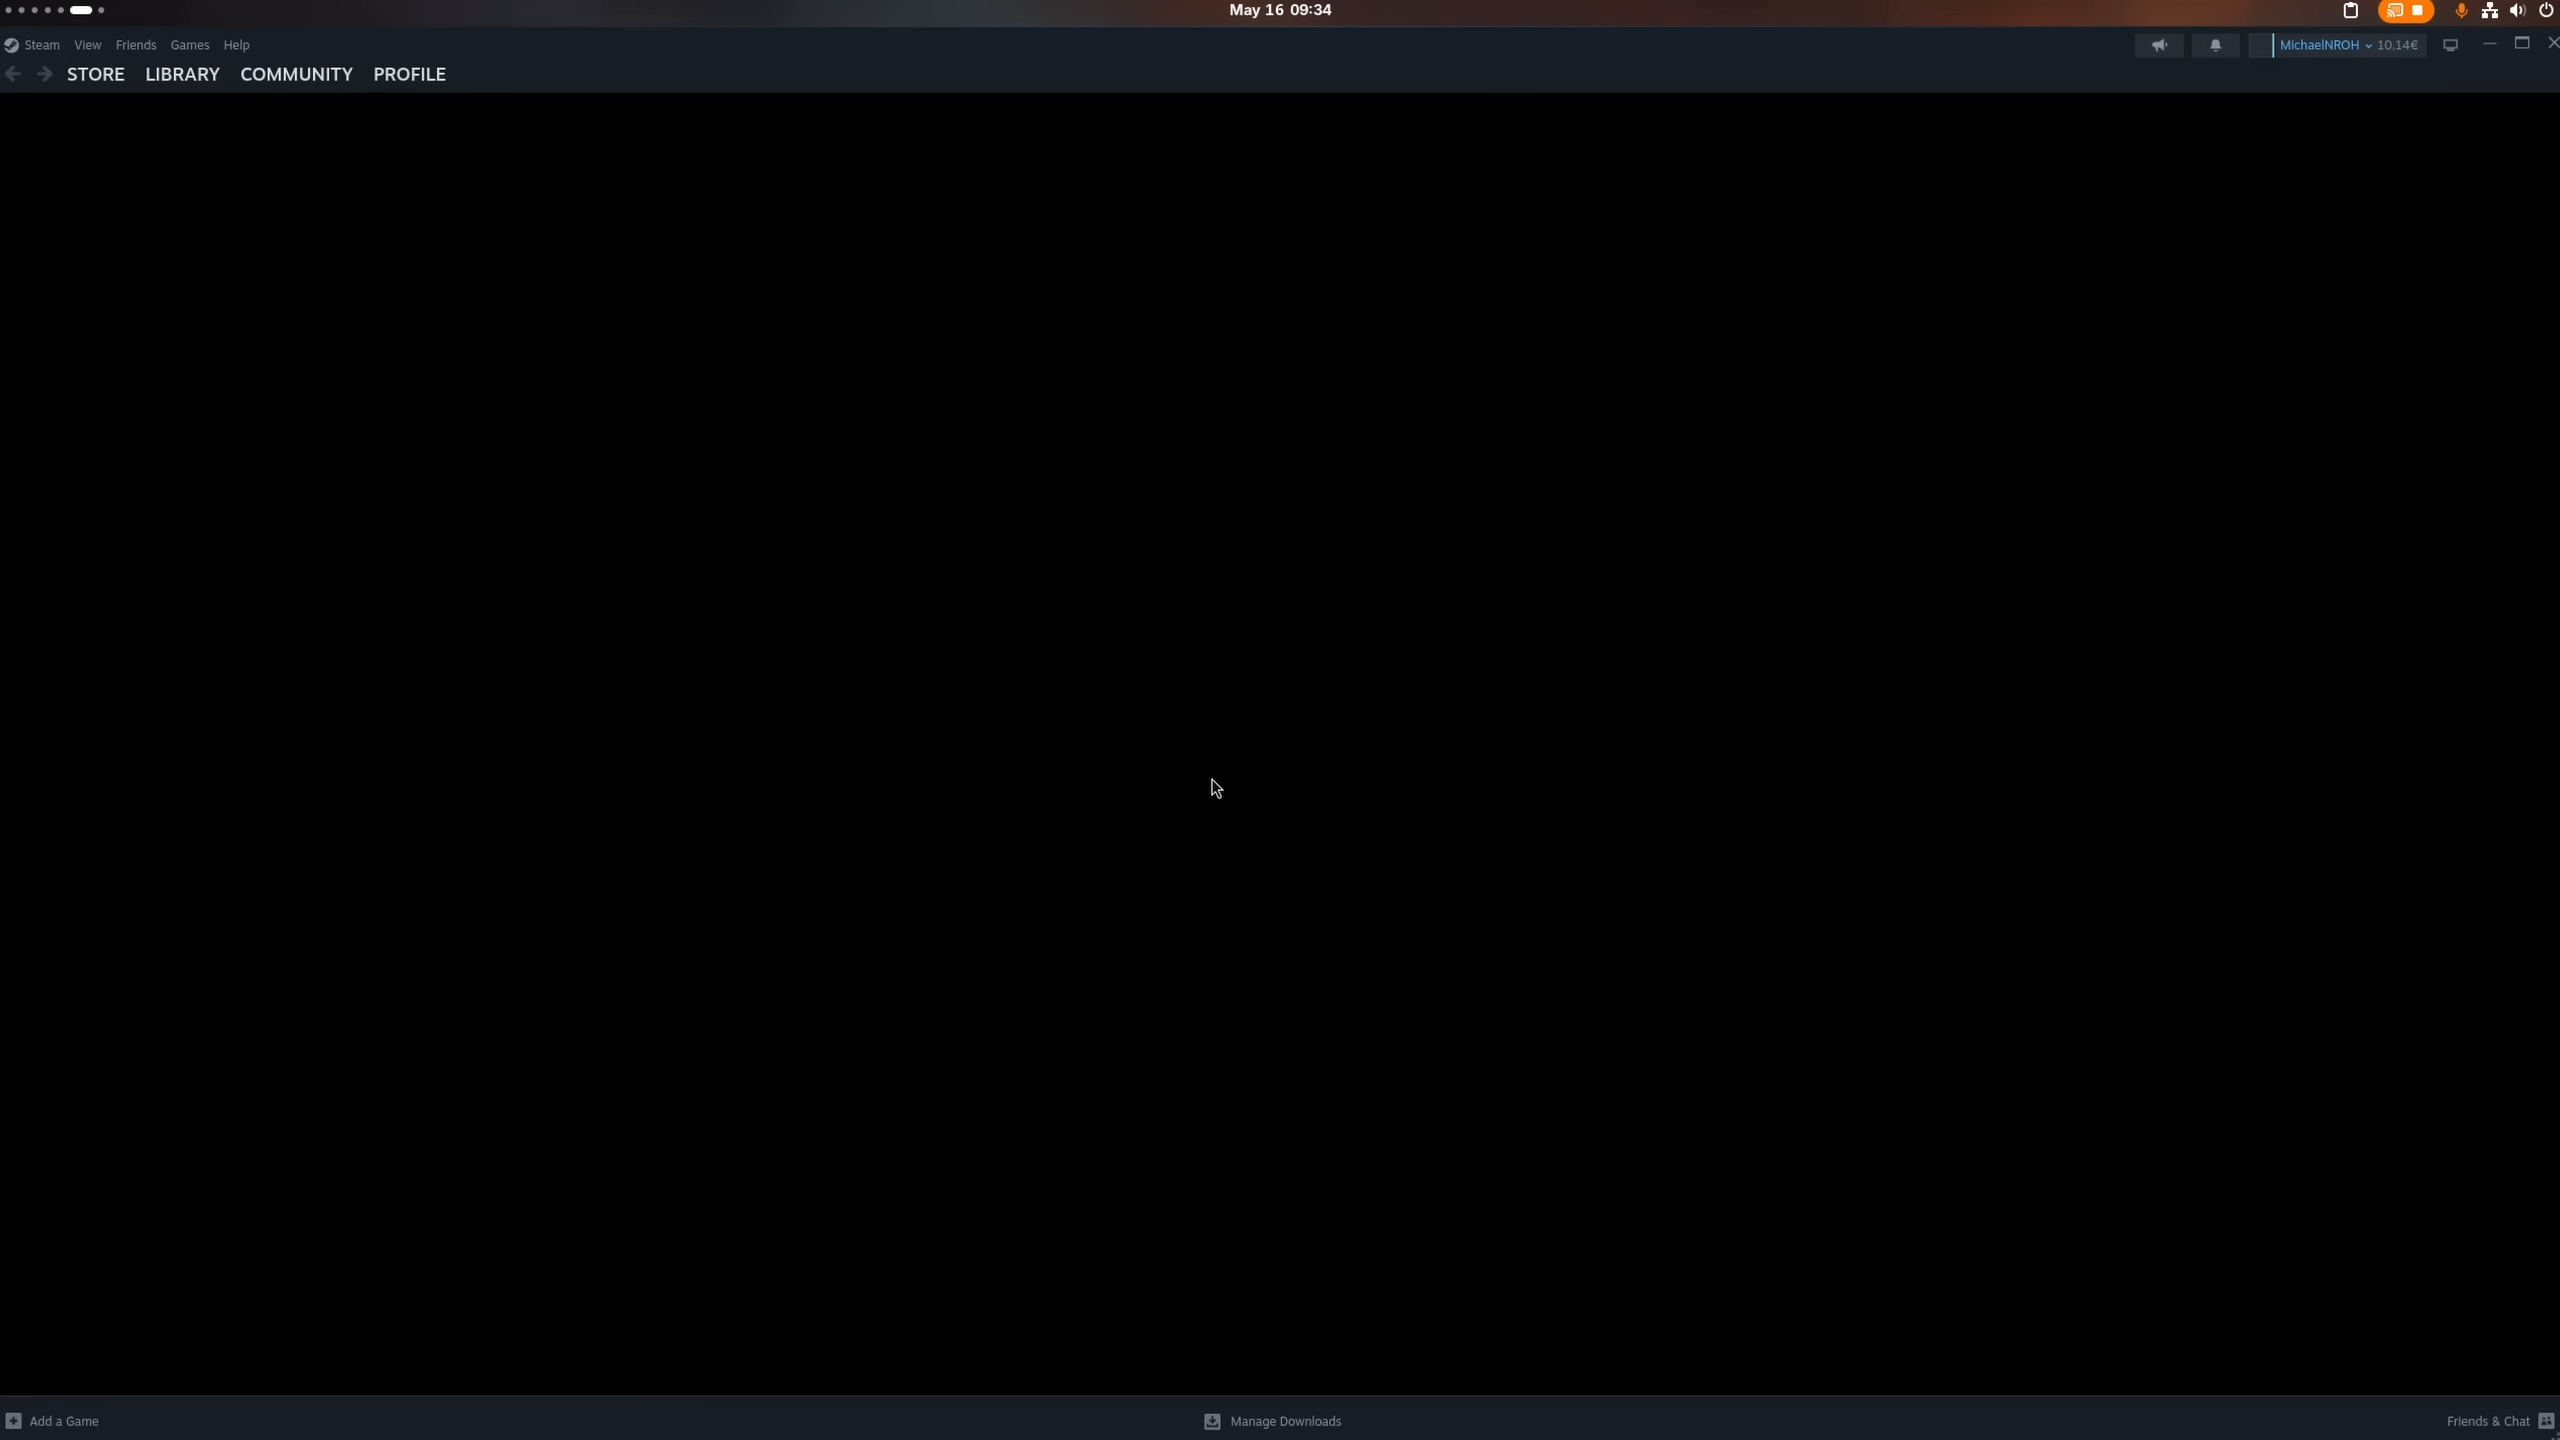 May 16 09:34
Steam View Friends Games Help
MichaelNROH 10,14€
STORE LIBRARY COMMUNITY PROFILE
Add a Game
Manage Downloads
Friends & Chat